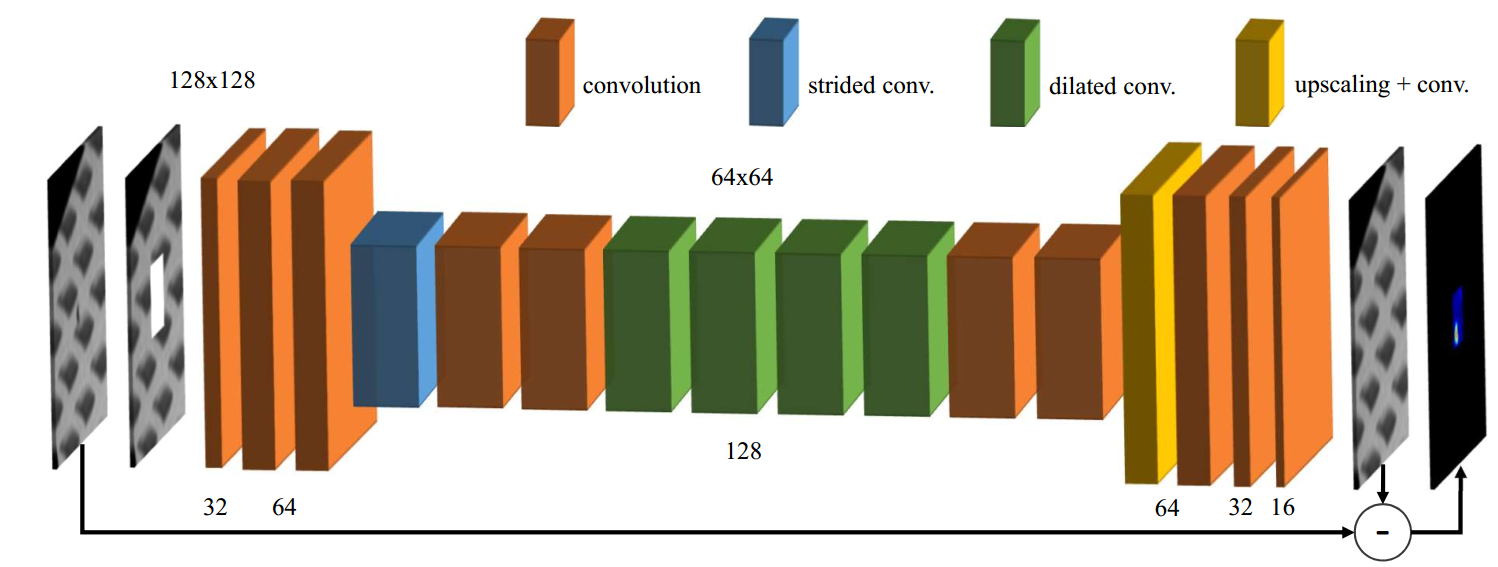 128x128
convolution
strided conv.
dilated conv.
upscaling + conv.
64x64
128
32
64
64
32
16
-